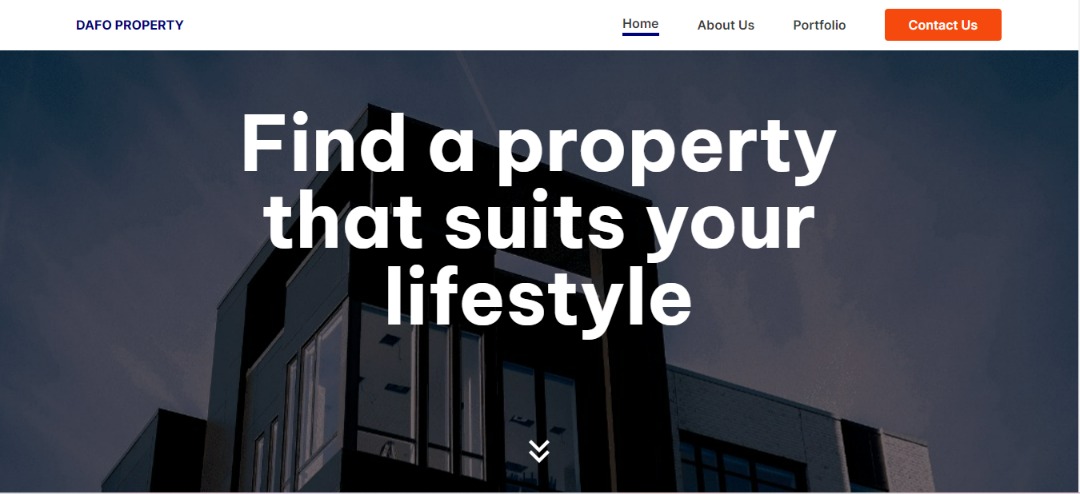 DAFO PROPERTY
Home
About Us
Portfolio
Contact Us
Find a property
that suits your
lifestyle